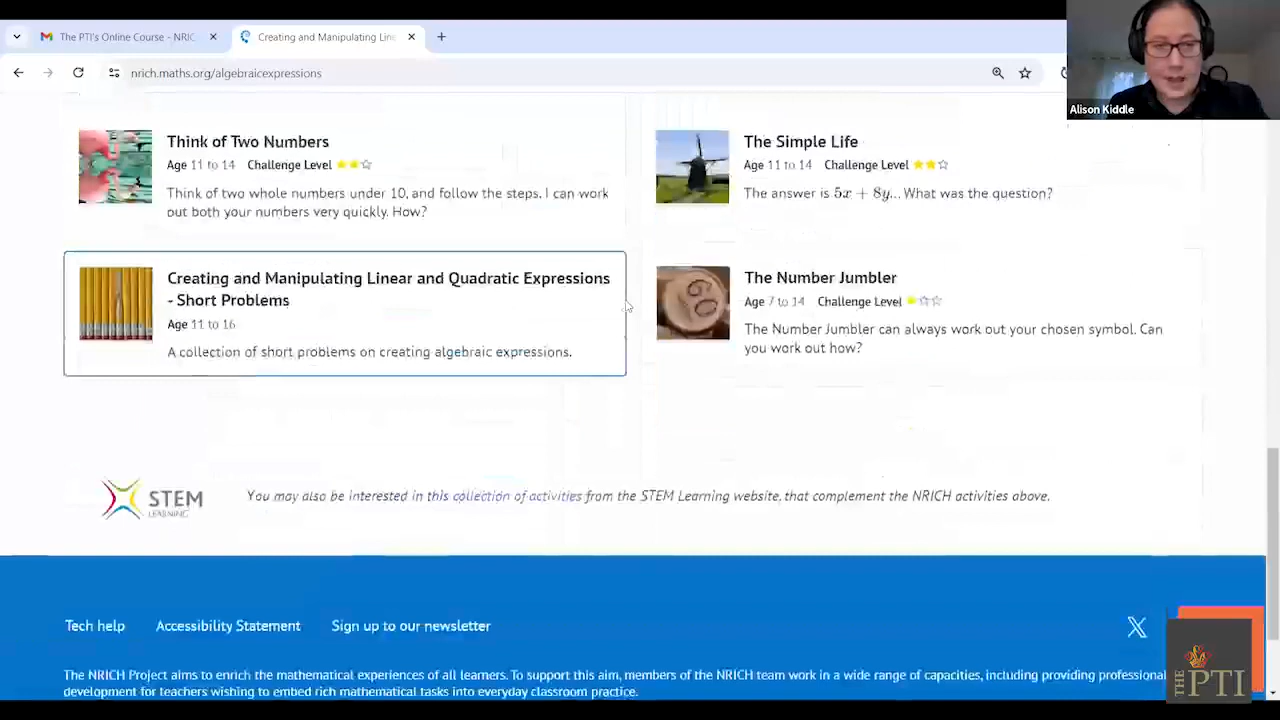 The PTI's Online Course - NRIC
Creating and Manipulating Line
nrich.maths.org/algebraicexpressions
Alison Kiddle
Think of Two Numbers
Age 11 to 14 Challenge Level
Think of two whole numbers under 10, and follow the steps. I can work
out both your numbers very quickly. How?
The Simple Life
Age 11 to 14 Challenge Level
The answer is 5x + 8y... What was the question?
Creating and Manipulating Linear and Quadratic Expressions
- Short Problems
Age 11 to 16
A collection of short problems on creating algebraic expressions.
The Number Jumbler
Age 7 to 14 Challenge Level
The Number Jumbler can always work out your chosen symbol. Can
you work out how?
STEM
LEARNING
You may also be interested in this collection of activities from the STEM Learning website, that complement the NRICH activities above.
Tech help Accessibility Statement Sign up to our newsletter
The NRICH Project aims to enrich the mathematical experiences of all learners. To support this aim, members of the NRICH team work in a wide range of capacities, including providing professional
development for teachers wishing to embed rich mathematical tasks into everyday classroom practice.
THE PTI